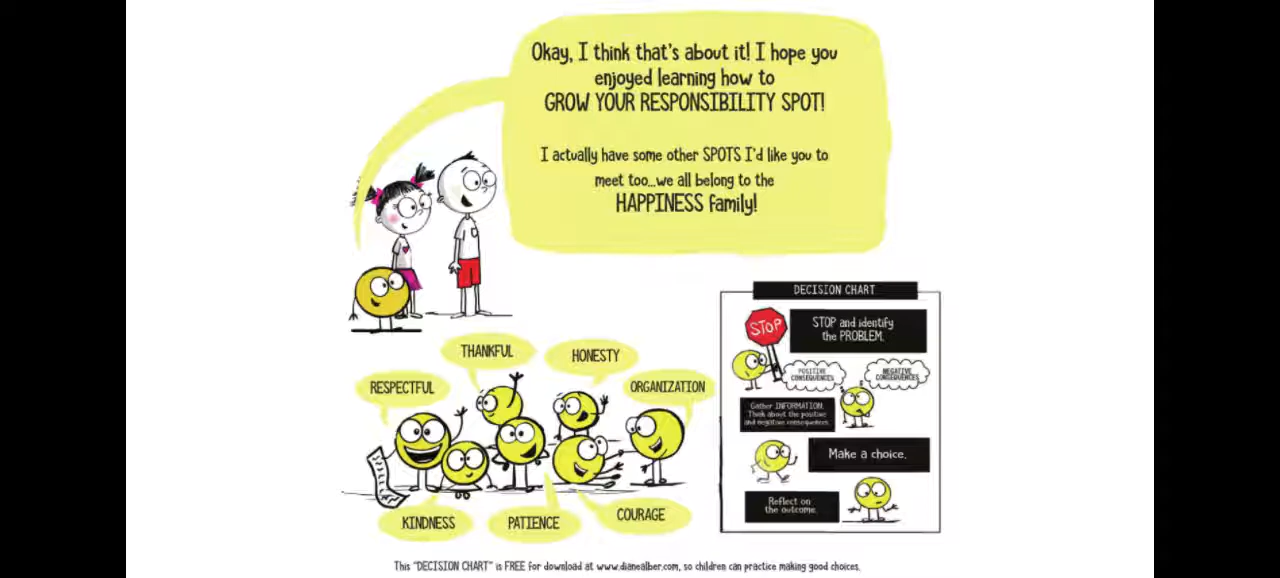 Okay, I think that's about it! I hope you
enjoyed learning how to
GROW YOUR RESPONSIBILITY SPOT!
I actually have some other SPOTS I'd like you to
meet too...we all belong to the
HAPPINESS family!
THANKFUL
HONESTY
RESPECTFUL
ORGANIZATION
KINDNESS
PATIENCE
COURAGE
DECISION CHART
STOP
STOP and identify
the PROBLEM.
POSITIVE
CONSEQUENCES
NEGATIVE
CONSEQUENCES
Gather INFORMATION.
Think about the positive
and negative consequences.
Make a choice.
Reflect on
the outcome.
This "DECISION CHART" is FREE for download at www.dianealber.com, so children can practice making good choices.